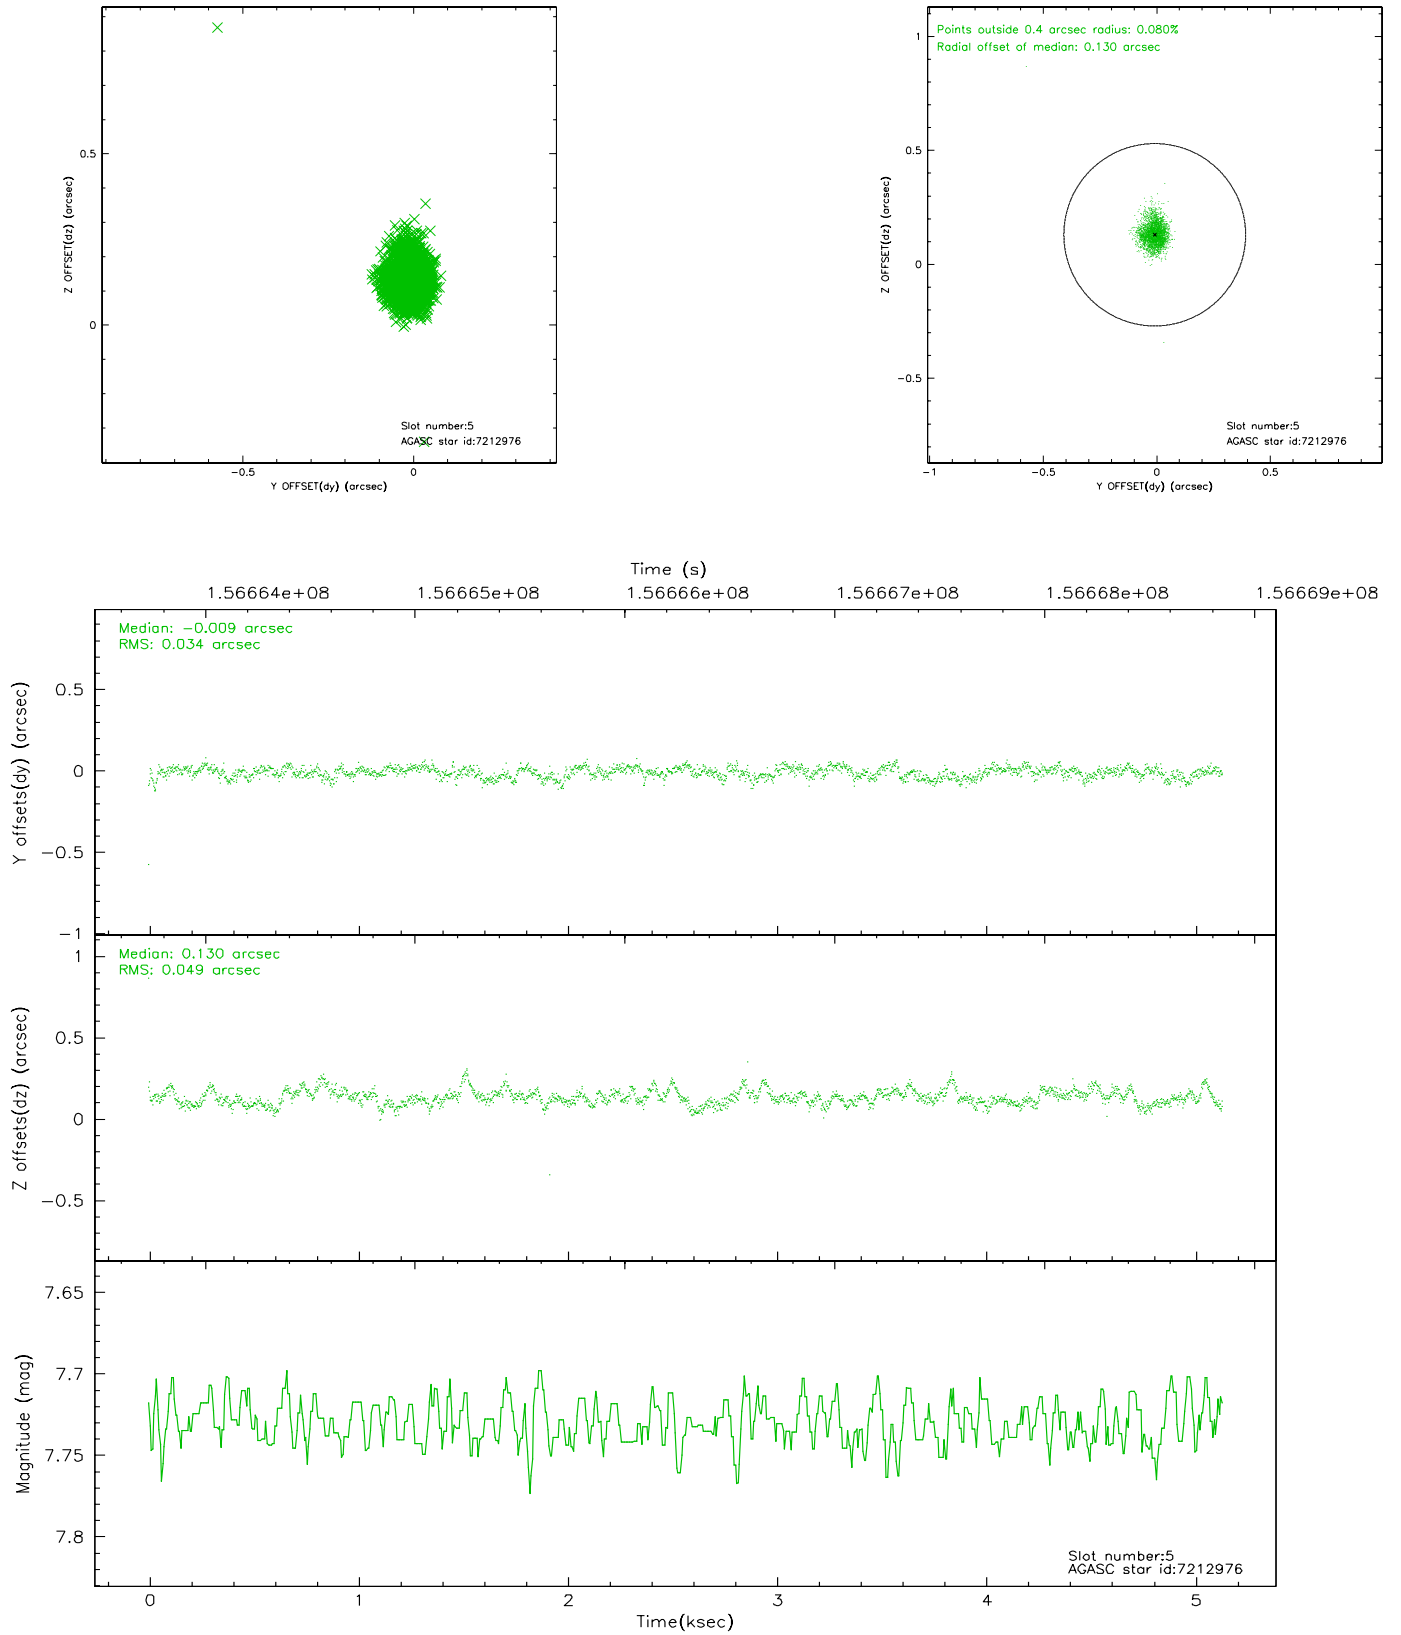 0.5
0
Z OFFSET(dz) (arcsec)
Slot number:5
AGASC star id:7212976
-0.5 0
Y OFFSET(dy) (arcsec)
Points outside 0.4 arcsec radius: 0.080%
Radial offset of median: 0.130 arcsec
1
0.5
0
-0.5
Z OFFSET(dz) (arcsec)
Slot number:5
AGASC star id:7212976
-1 -0.5 0 0.5
Y OFFSET(dy) (arcsec)
Time (s)
1.56664e+08 1.56665e+08 1.56666e+08 1.56667e+08 1.56668e+08 1.56669e+08
Median: -0.009 arcsec
RMS: 0.034 arcsec
0.5
0
-0.5
-1
Y offsets(dy) (arcsec)
Median: 0.130 arcsec
RMS: 0.049 arcsec
1
0.5
0
-0.5
Z offsets(dz) (arcsec)
7.65
7.7
7.75
7.8
Magnitude (mag)
Slot number:5
AGASC star id:7212976
0 1 2 3 4 5
Time(ksec)